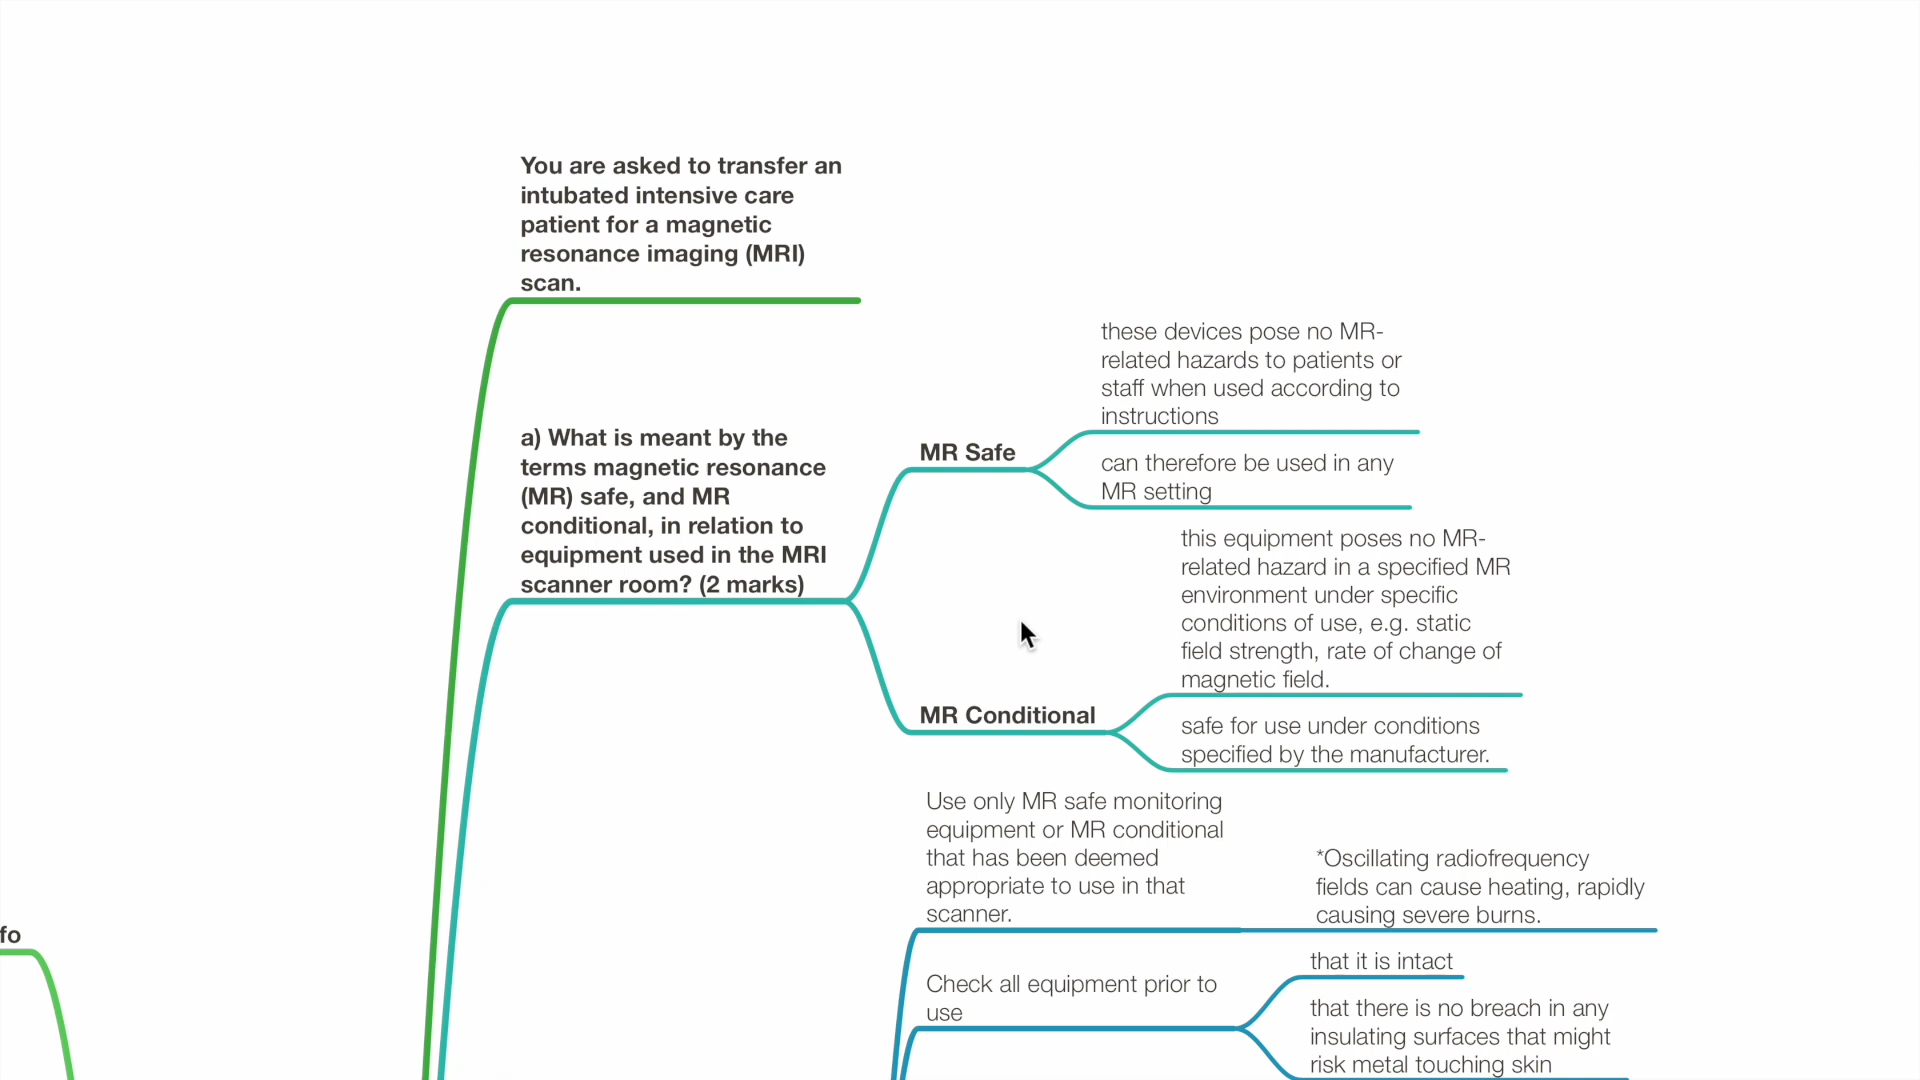 You are asked to transfer an
intubated intensive care
patient for a magnetic
resonance imaging (MRI)
scan.
a) What is meant by the
terms magnetic resonance
(MR) safe, and MR
conditional, in relation to
equipment used in the MRI
scanner room? (2 marks)
MR Safe
these devices pose no MR-
related hazards to patients or
staff when used according to
instructions
can therefore be used in any
MR setting
MR Conditional
this equipment poses no MR-
related hazard in a specified MR
environment under specific
conditions of use, e.g. static
field strength, rate of change of
magnetic field.
safe for use under conditions
specified by the manufacturer.
Use only MR safe monitoring
equipment or MR conditional
that has been deemed
appropriate to use in that
scanner.
*Oscillating radiofrequency
fields can cause heating, rapidly
causing severe burns.
Check all equipment prior to
use
that it is intact
that there is no breach in any
insulating surfaces that might
risk metal touching skin
fo